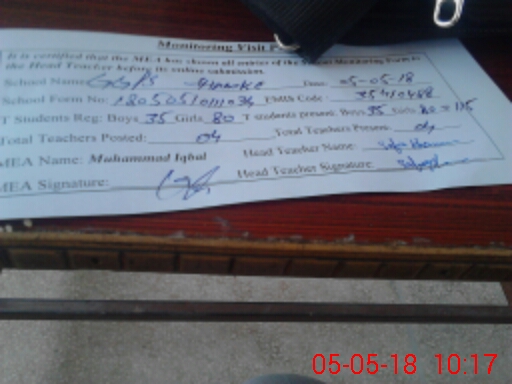 Monitoring Visit
It is certified that the MEA has shown all entries of the Monitoring Form to
the Head Teacher before its online submission.
School Name: GGPS Date: 05-05-18
School Form No: EMIS Code:
T Students Reg: Boys 35 Girls 80 T students present: Boys 35 Girls 80 = 115
Total Teachers Posted: 04 Total Teachers Present: 04
MEA Name: Muhammad Iqbal Head Teacher Name:
MEA Signature: Head Teacher Signature:
05-05-18 10:17